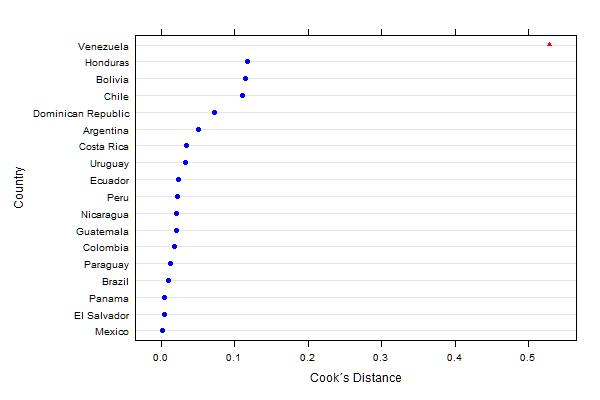 Venezuela
Honduras
Bolivia
Chile
Dominican Republic
Argentina
Costa Rica
Uruguay
Ecuador
Peru
Nicaragua
Guatemala
Colombia
Paraguay
Brazil
Panama
El Salvador
Mexico
Country
0.0 0.1 0.2 0.3 0.4 0.5
Cook´s Distance